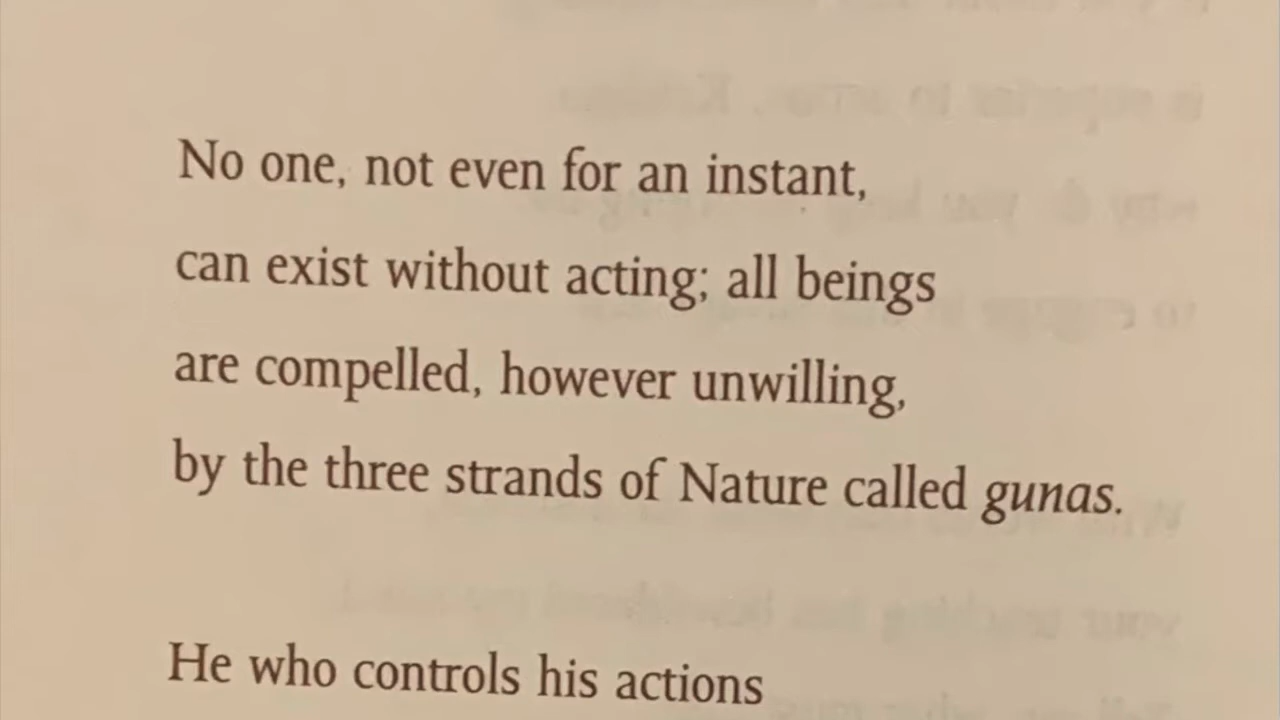 No one, not even for an instant,
can exist without acting; all beings
are compelled, however unwilling,
by the three strands of Nature called gunas.
He who controls his actions